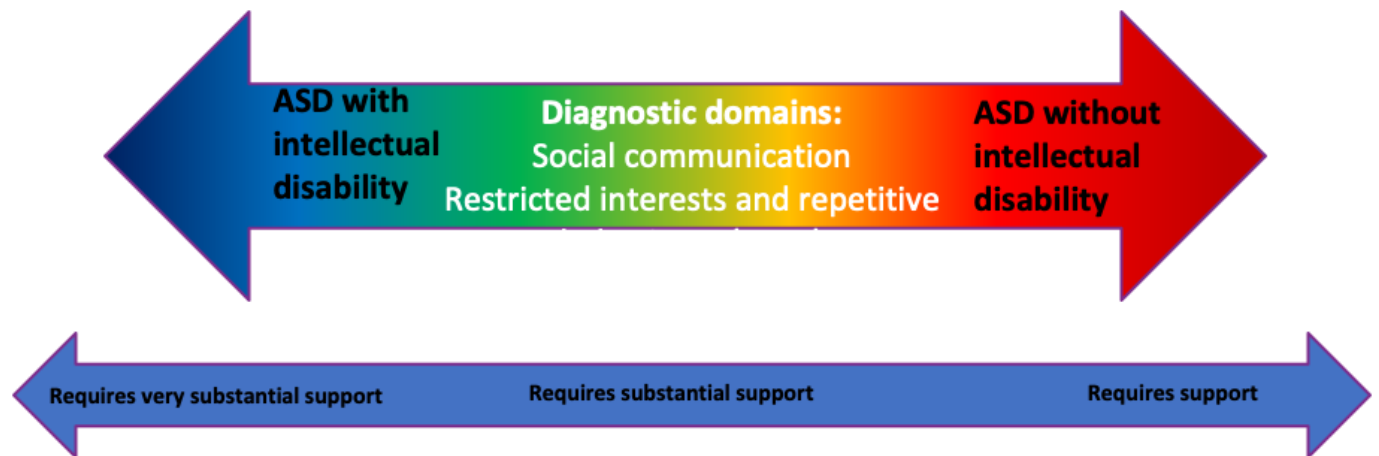 ASD with
intellectual
disability
Diagnostic domains:
Social communication
Restricted interests and repetitive
ASD without
intellectual
disability
Requires very substantial support
Requires substantial support
Requires support